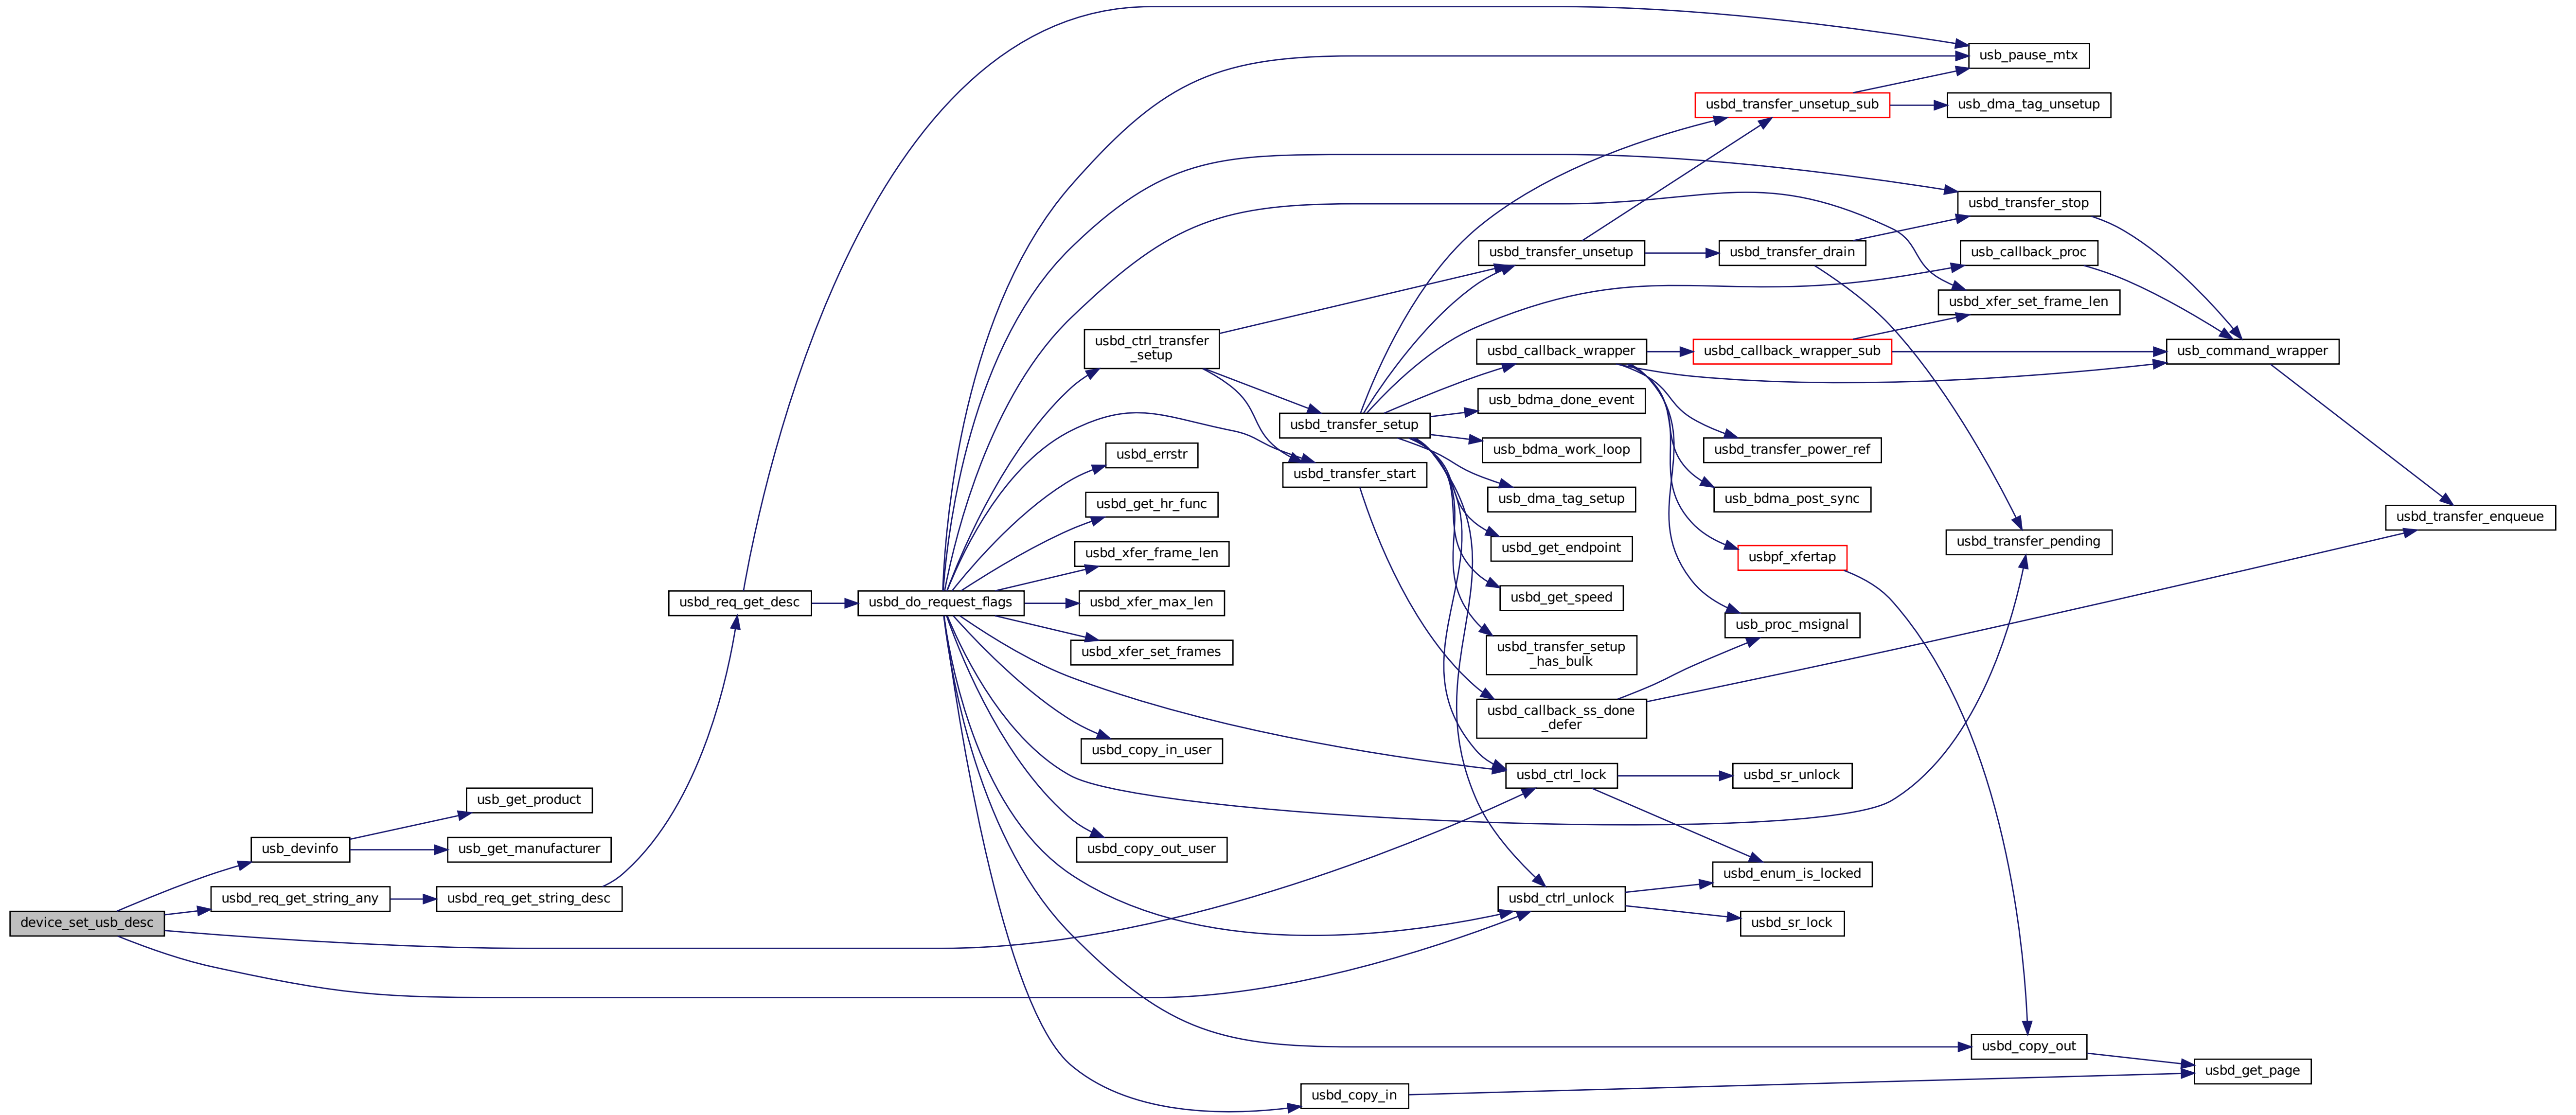 usb_pause_mtx
usbd_transfer_unsetup_sub
usb_dma_tag_unsetup
usbd_transfer_stop
usbd_transfer_unsetup
usbd_transfer_drain
usb_callback_proc
usbd_xfer_set_frame_len
usbd_ctrl_transfer
_setup
usbd_callback_wrapper
usbd_callback_wrapper_sub
usb_command_wrapper
usb_bdma_done_event
usbd_transfer_setup
usbd_errstr
usb_bdma_work_loop
usbd_transfer_power_ref
usbd_transfer_start
usb_dma_tag_setup
usb_bdma_post_sync
usbd_get_hr_func
usbd_transfer_enqueue
usbd_xfer_frame_len
usbd_get_endpoint
usbpf_xfertap
usbd_transfer_pending
usbd_req_get_desc
usbd_do_request_flags
usbd_xfer_max_len
usbd_get_speed
usb_proc_msignal
usbd_xfer_set_frames
usbd_transfer_setup
_has_bulk
usbd_callback_ss_done
_defer
usbd_copy_in_user
usbd_ctrl_lock
usbd_sr_unlock
usb_get_product
usb_devinfo
usb_get_manufacturer
usbd_copy_out_user
usbd_enum_is_locked
usbd_req_get_string_any
usbd_req_get_string_desc
usbd_ctrl_unlock
device_set_usb_desc
usbd_sr_lock
usbd_copy_out
usbd_get_page
usbd_copy_in